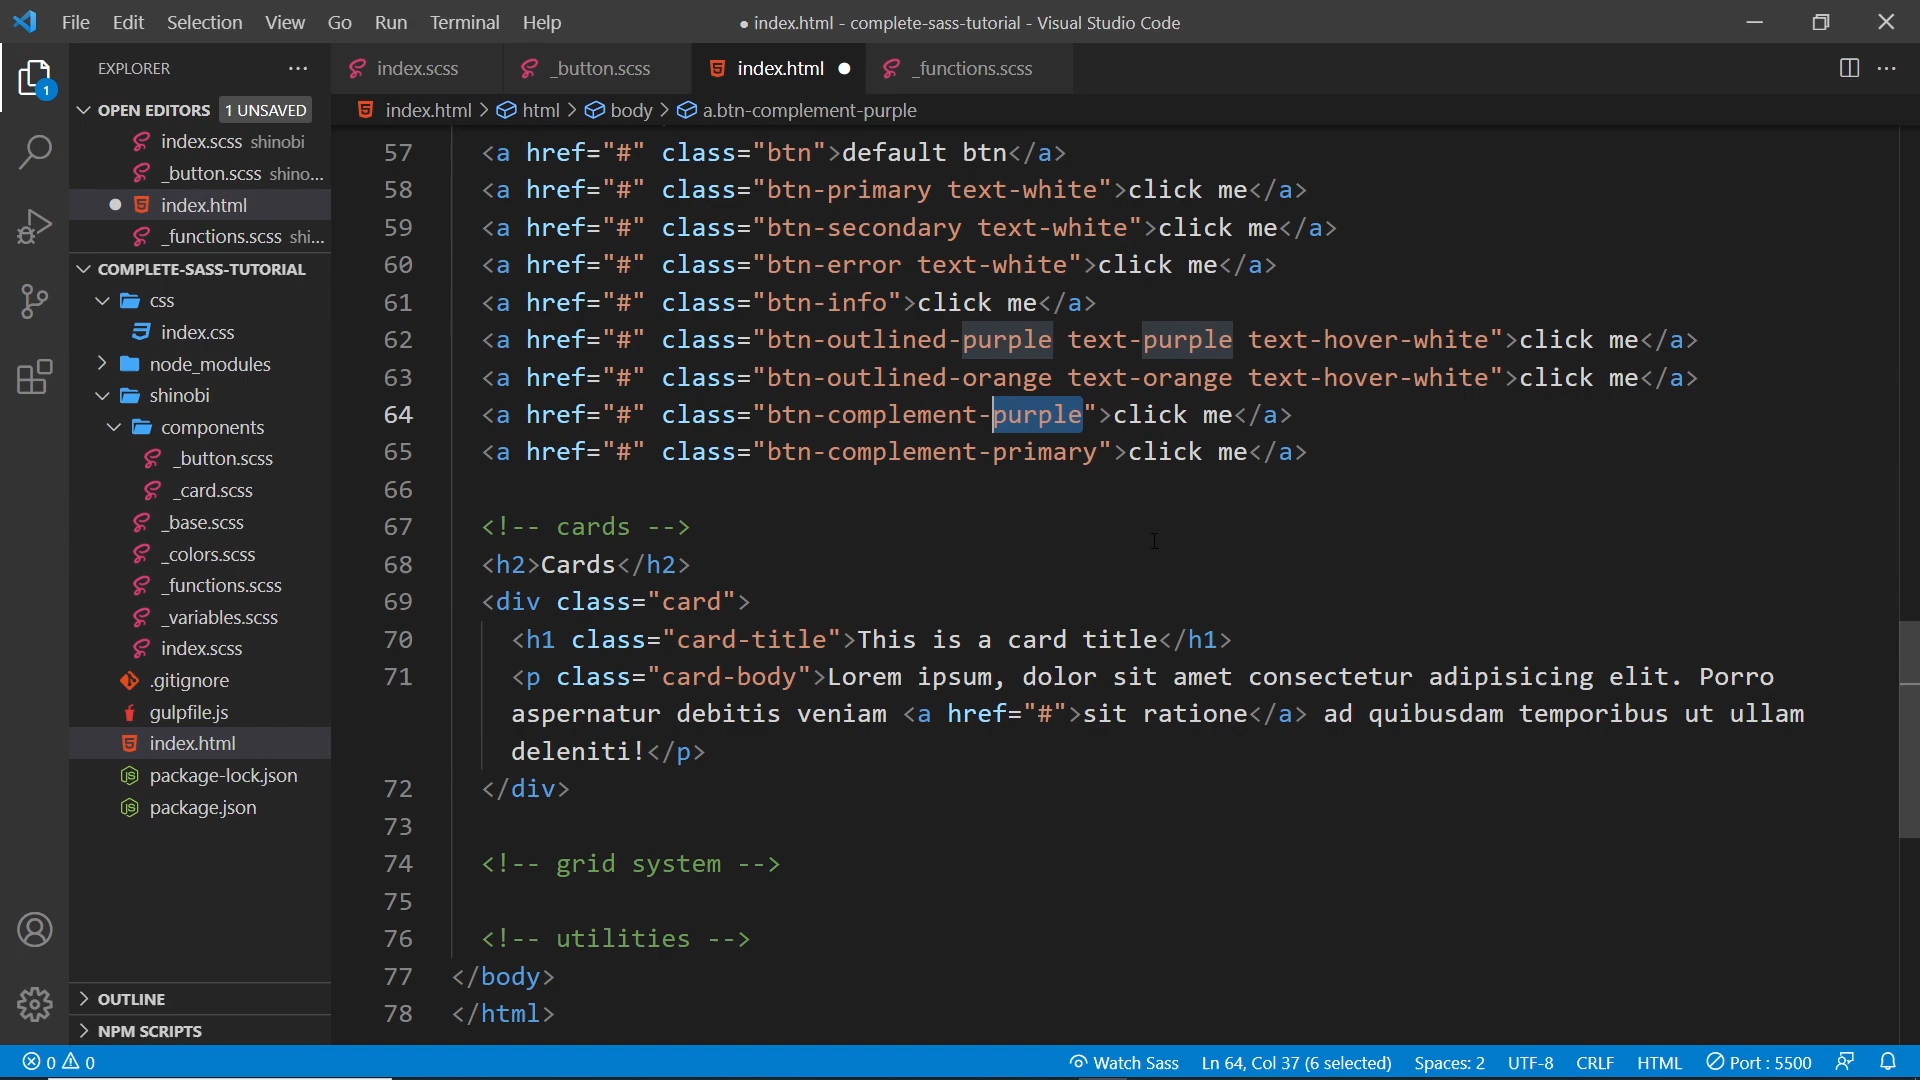 File Edit Selection View Go Run Terminal Help
● index.html - complete-sass-tutorial - Visual Studio Code
EXPLORER
index.scss
_button.scss
index.html
_functions.scss
index.html > html > body > a.btn-complement-purple
OPEN EDITORS 1 UNSAVED
index.scss shinobi
_button.scss shino...
index.html
_functions.scss shi...
COMPLETE-SASS-TUTORIAL
css
index.css
node_modules
shinobi
components
_button.scss
_card.scss
_base.scss
_colors.scss
_functions.scss
_variables.scss
index.scss
.gitignore
gulpfile.js
index.html
package-lock.json
package.json
OUTLINE
NPM SCRIPTS
1
57 <a href="#" class="btn">default btn</a>
58 <a href="#" class="btn-primary text-white">click me</a>
59 <a href="#" class="btn-secondary text-white">click me</a>
60 <a href="#" class="btn-error text-white">click me</a>
61 <a href="#" class="btn-info">click me</a>
62 <a href="#" class="btn-outlined-purple text-purple text-hover-white">click me</a>
63 <a href="#" class="btn-outlined-orange text-orange text-hover-white">click me</a>
64 <a href="#" class="btn-complement-purple">click me</a>
65 <a href="#" class="btn-complement-primary">click me</a>
66
67 <!-- cards -->
68 <h2>Cards</h2>
69 <div class="card">
70 <h1 class="card-title">This is a card title</h1>
71 <p class="card-body">Lorem ipsum, dolor sit amet consectetur adipisicing elit. Porro
aspernatur debitis veniam <a href="#">sit ratione</a> ad quibusdam temporibus ut ullam
deleniti!</p>
72 </div>
73
74 <!-- grid system -->
75
76 <!-- utilities -->
77 </body>
78 </html>
0 0
Watch Sass Ln 64, Col 37 (6 selected) Spaces: 2 UTF-8 CRLF HTML Port : 5500